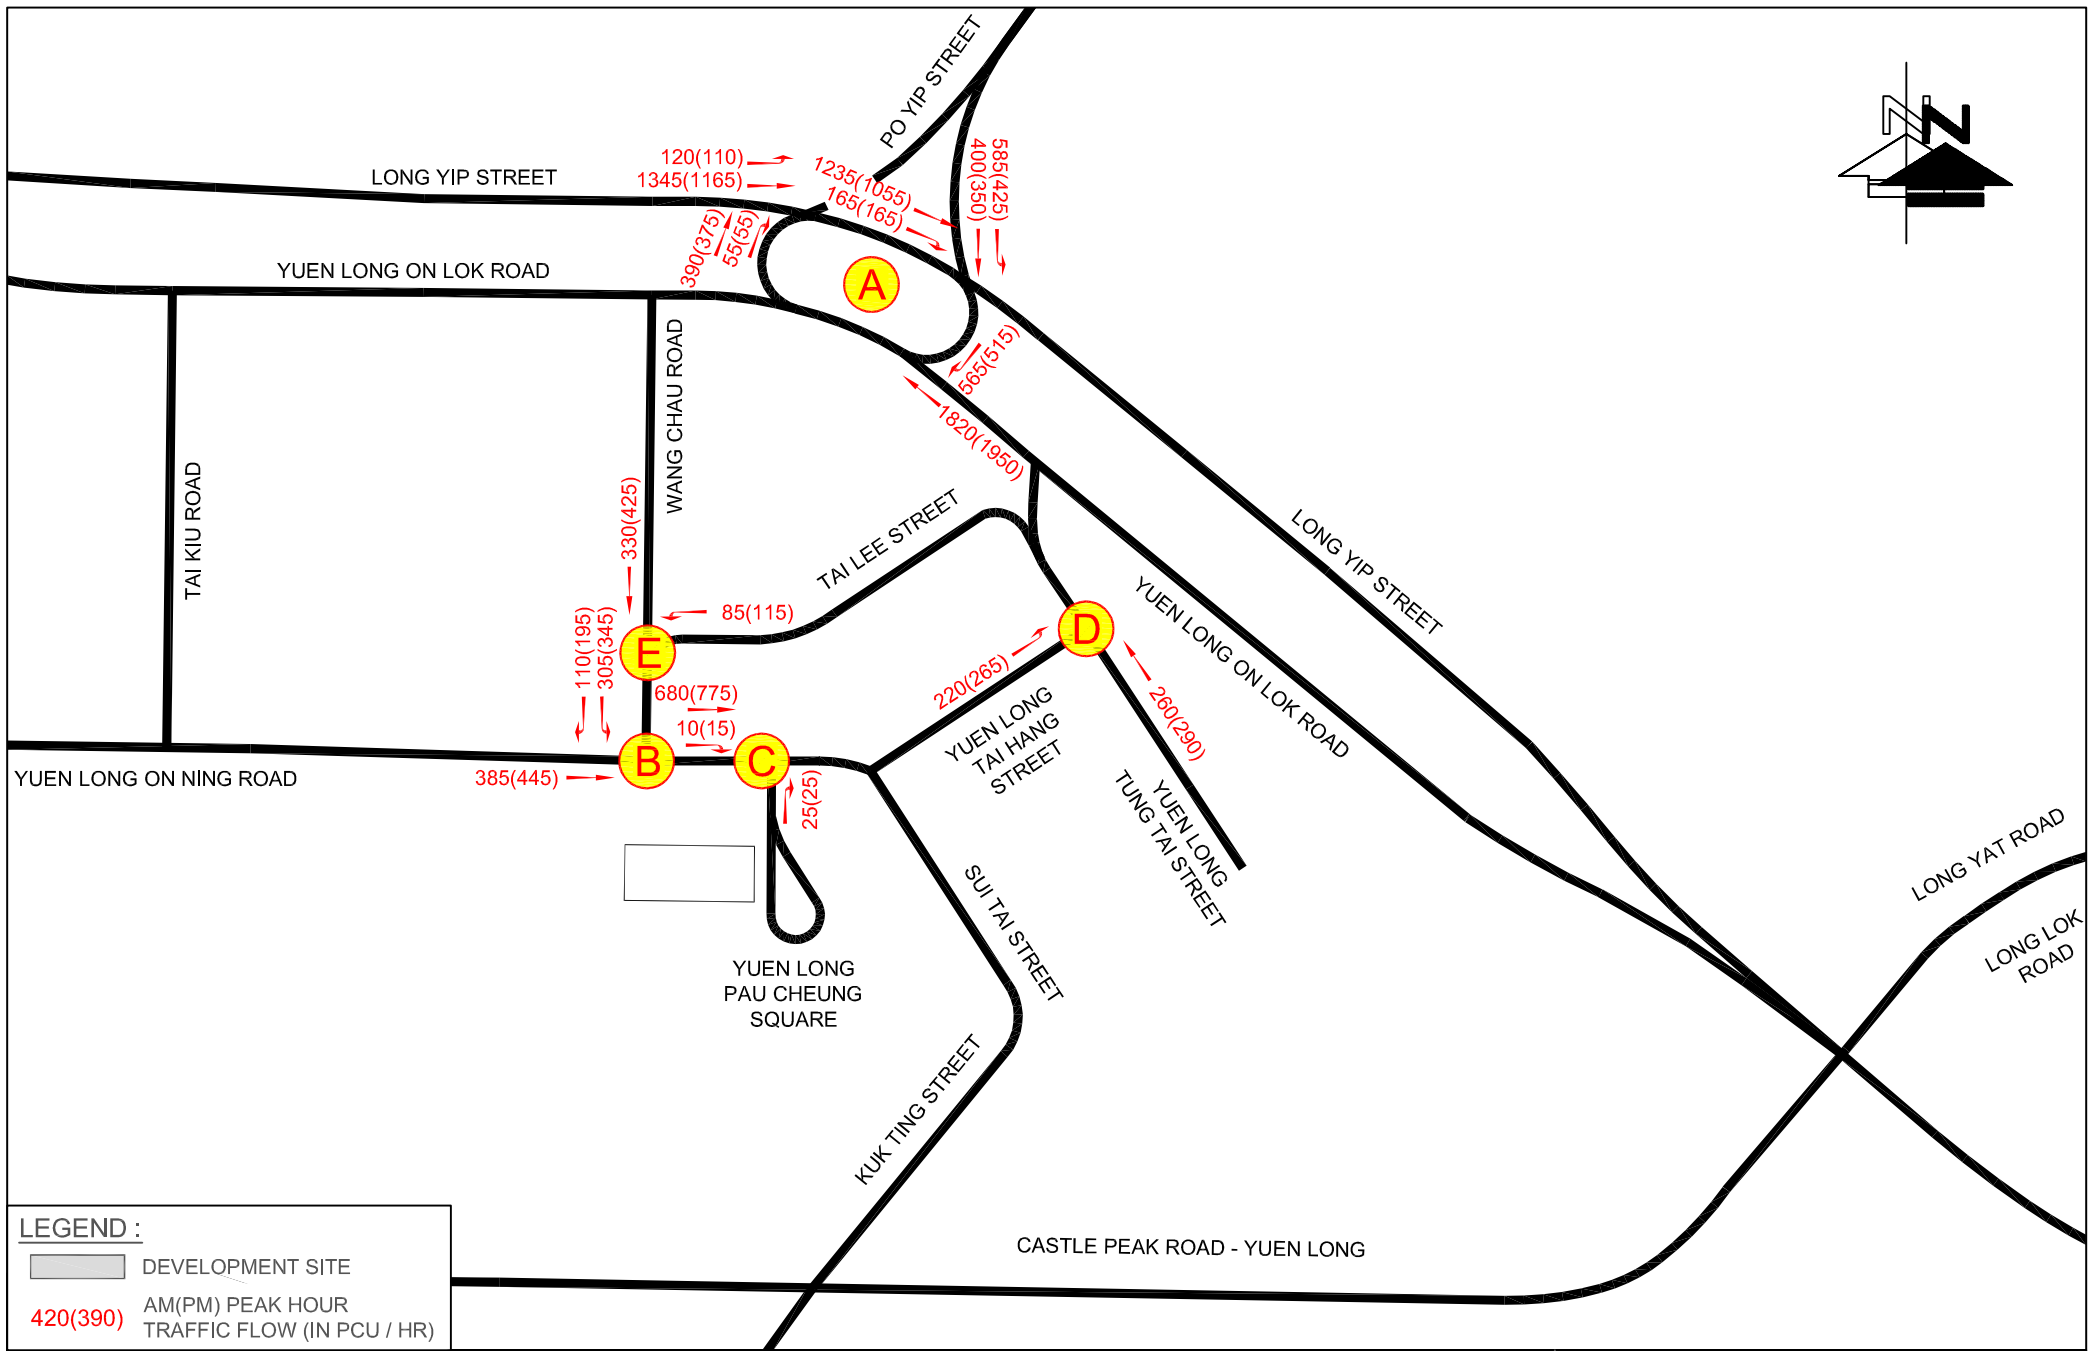 PO YIP STREET
N
N
120(110)
1345(1165)
1235(1055)
165(165)
585(425)
400(350)
LONG YIP STREET
390(375)
55(55)
YUEN LONG ON LOK ROAD
A
565(515)
1820(1950)
WANG CHAU ROAD
TAI KIU ROAD
330(425)
TAI LEE STREET
LONG YIP STREET
YUEN LONG ON LOK ROAD
85(115)
110(195)
305(345)
E
D
220(265)
260(290)
680(775)
10(15)
B
C
YUEN LONG
TAI HANG
STREET
YUEN LONG ON NING ROAD
385(445)
25(25)
YUEN LONG
TUNG TAI STREET
LONG YAT ROAD
LONG LOK
ROAD
SUI TAI STREET
YUEN LONG
PAU CHEUNG
SQUARE
KUK TING STREET
CASTLE PEAK ROAD - YUEN LONG
LEGEND :
DEVELOPMENT SITE
420(390)
AM(PM) PEAK HOUR
TRAFFIC FLOW (IN PCU / HR)